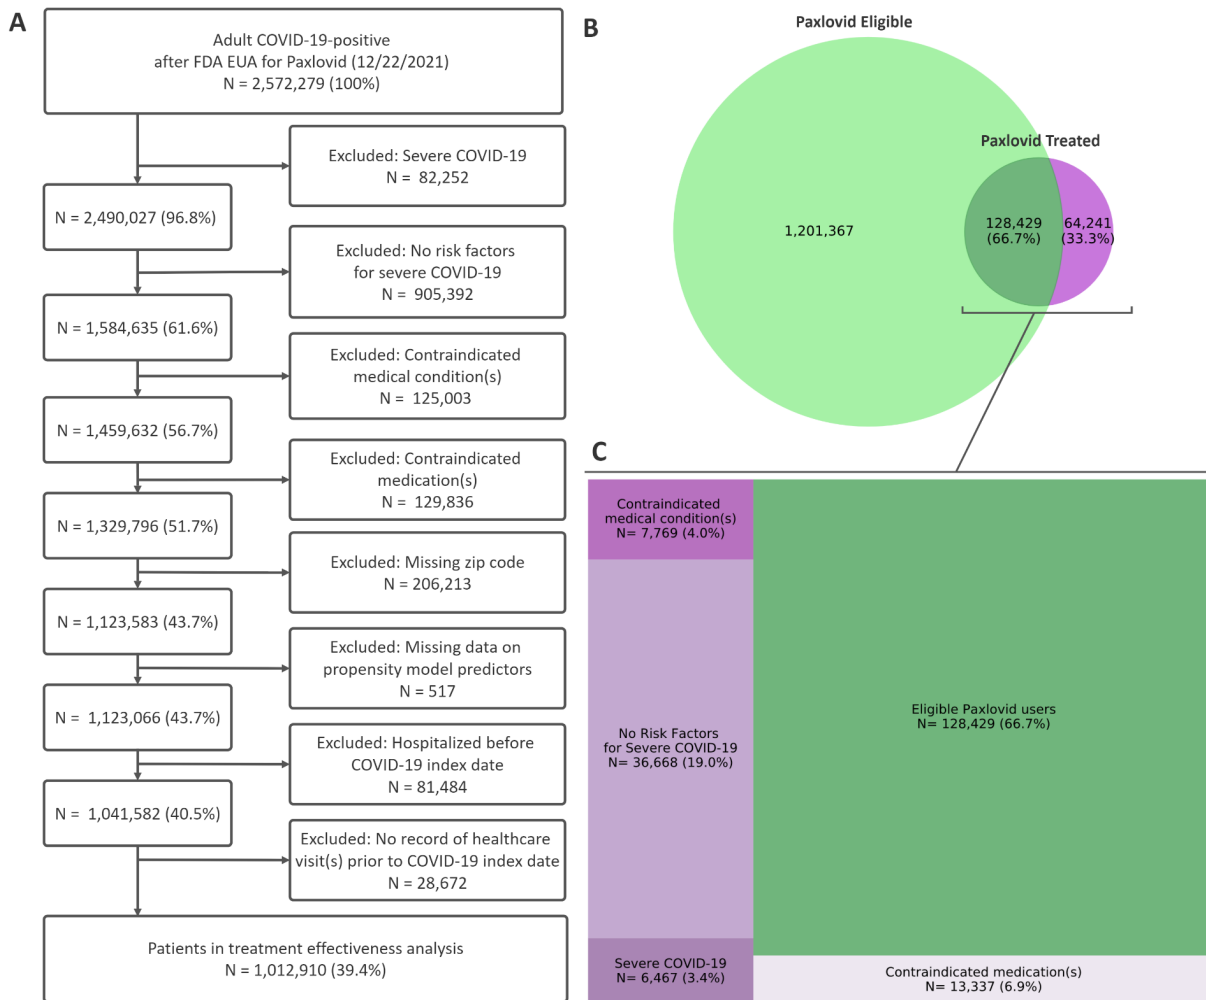 A
Adult COVID-19-positive
after FDA EUA for Paxlovid (12/22/2021)
N = 2,572,279 (100%)
Excluded: Severe COVID-19
N =  82,252
N = 2,490,027 (96.8%)
Excluded: No risk factors
for severe COVID-19
N =  905,392
N = 1,584,635 (61.6%)
Excluded: Contraindicated
medical condition(s)
N =  125,003
N = 1,459,632 (56.7%)
Excluded: Contraindicated
medication(s)
N =  129,836
N = 1,329,796 (51.7%)
Excluded: Missing zip code
N = 206,213
N = 1,123,583 (43.7%)
Excluded: Missing data on
propensity model predictors
N = 517
N =  1,123,066 (43.7%)
Excluded: Hospitalized before
COVID-19 index date
N = 81,484
N =  1,041,582 (40.5%)
Excluded: No record of healthcare
visit(s) prior to COVID-19 index date
N = 28,672
Patients in treatment effectiveness analysis
N = 1,012,910 (39.4%)
B
Paxlovid Eligible
Paxlovid Treated
1,201,367
128,429
(66.7%)
64,241
(33.3%)
C
Contraindicated
medical condition(s)
N= 7,769 (4.0%)
No Risk Factors
for Severe COVID-19
N= 36,668 (19.0%)
Severe COVID-19
N= 6,467 (3.4%)
Eligible Paxlovid users
N= 128,429 (66.7%)
Contraindicated medication(s)
N= 13,337 (6.9%)